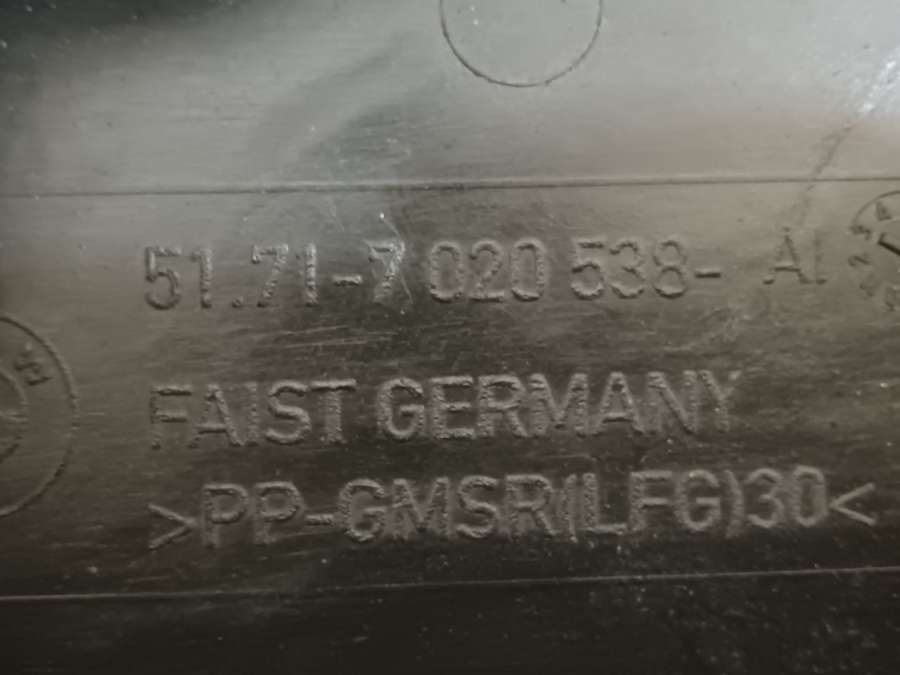 51.71-7 020 538- AI
FAIST GERMANY
>PP-GMSR(LFG)30<